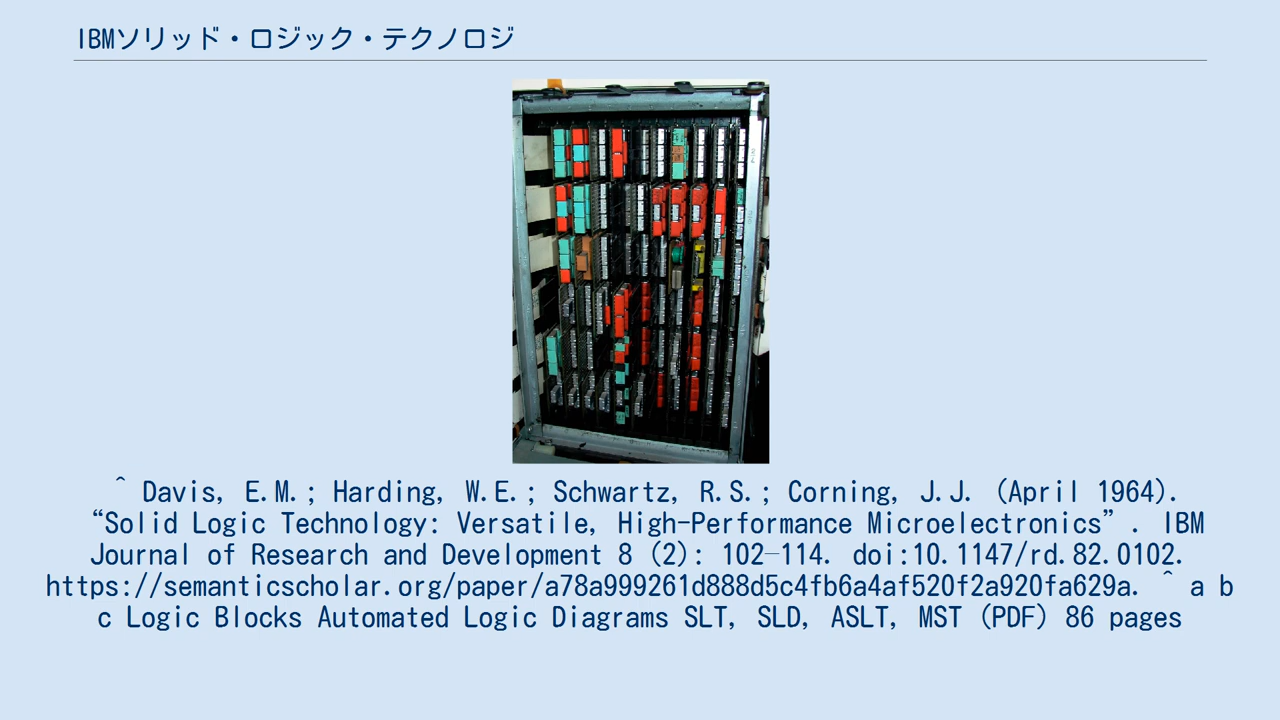 IBMソリッド・ロジック・テクノロジ
^ Davis, E.M.; Harding, W.E.; Schwartz, R.S.; Corning, J.J. (April 1964).
“Solid Logic Technology: Versatile, High-Performance Microelectronics”. IBM
Journal of Research and Development 8 (2): 102–114. doi:10.1147/rd.82.0102.
https://semanticscholar.org/paper/a78a999261d888d5c4fb6a4af520f2a920fa629a. ^ a b
c Logic Blocks Automated Logic Diagrams SLT, SLD, ASLT, MST (PDF) 86 pages